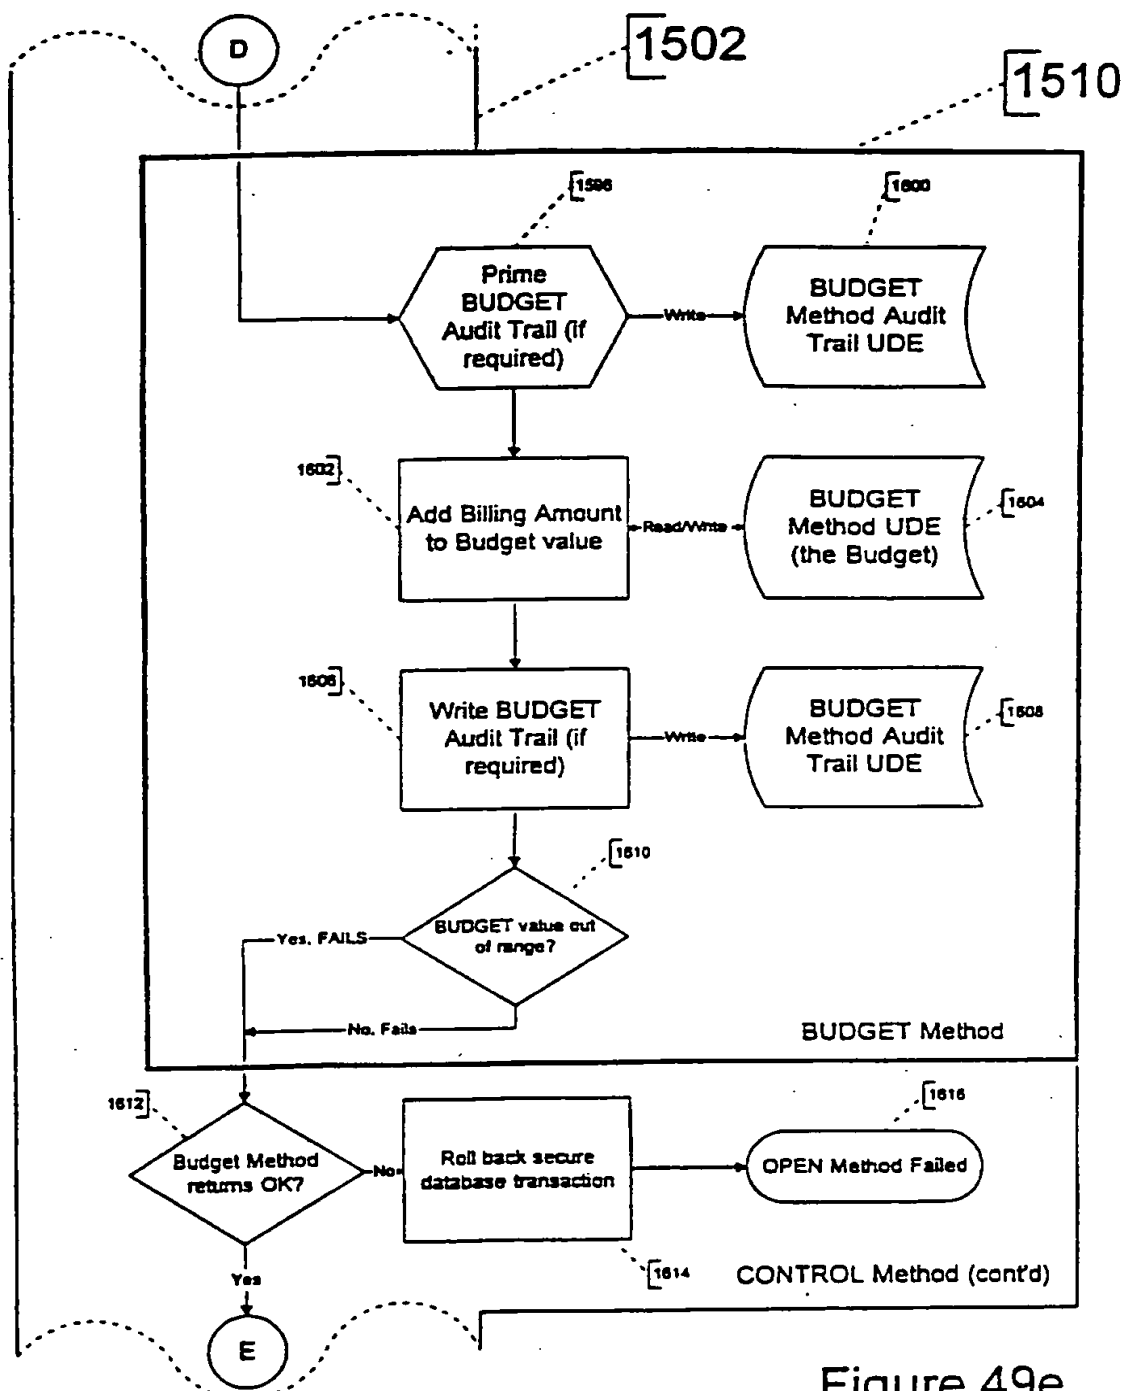 D
1502
1510
1596
1600
Prime
BUDGET
Audit Trail (if
required)
Write
BUDGET
Method Audit
Trail UDE
1602
Add Billing Amount
to Budget value
Read/Write
BUDGET
Method UDE
(the Budget)
1604
1606
Write BUDGET
Audit Trail (if
required)
Write
BUDGET
Method Audit
Trail UDE
1608
1610
BUDGET value out
of range?
Yes, FAILS
No, Fails
BUDGET Method
1612
Budget Method
returns OK?
No
Roll back secure
database transaction
1616
OPEN Method Failed
1614
CONTROL Method (cont'd)
Yes
E
Figure 49e